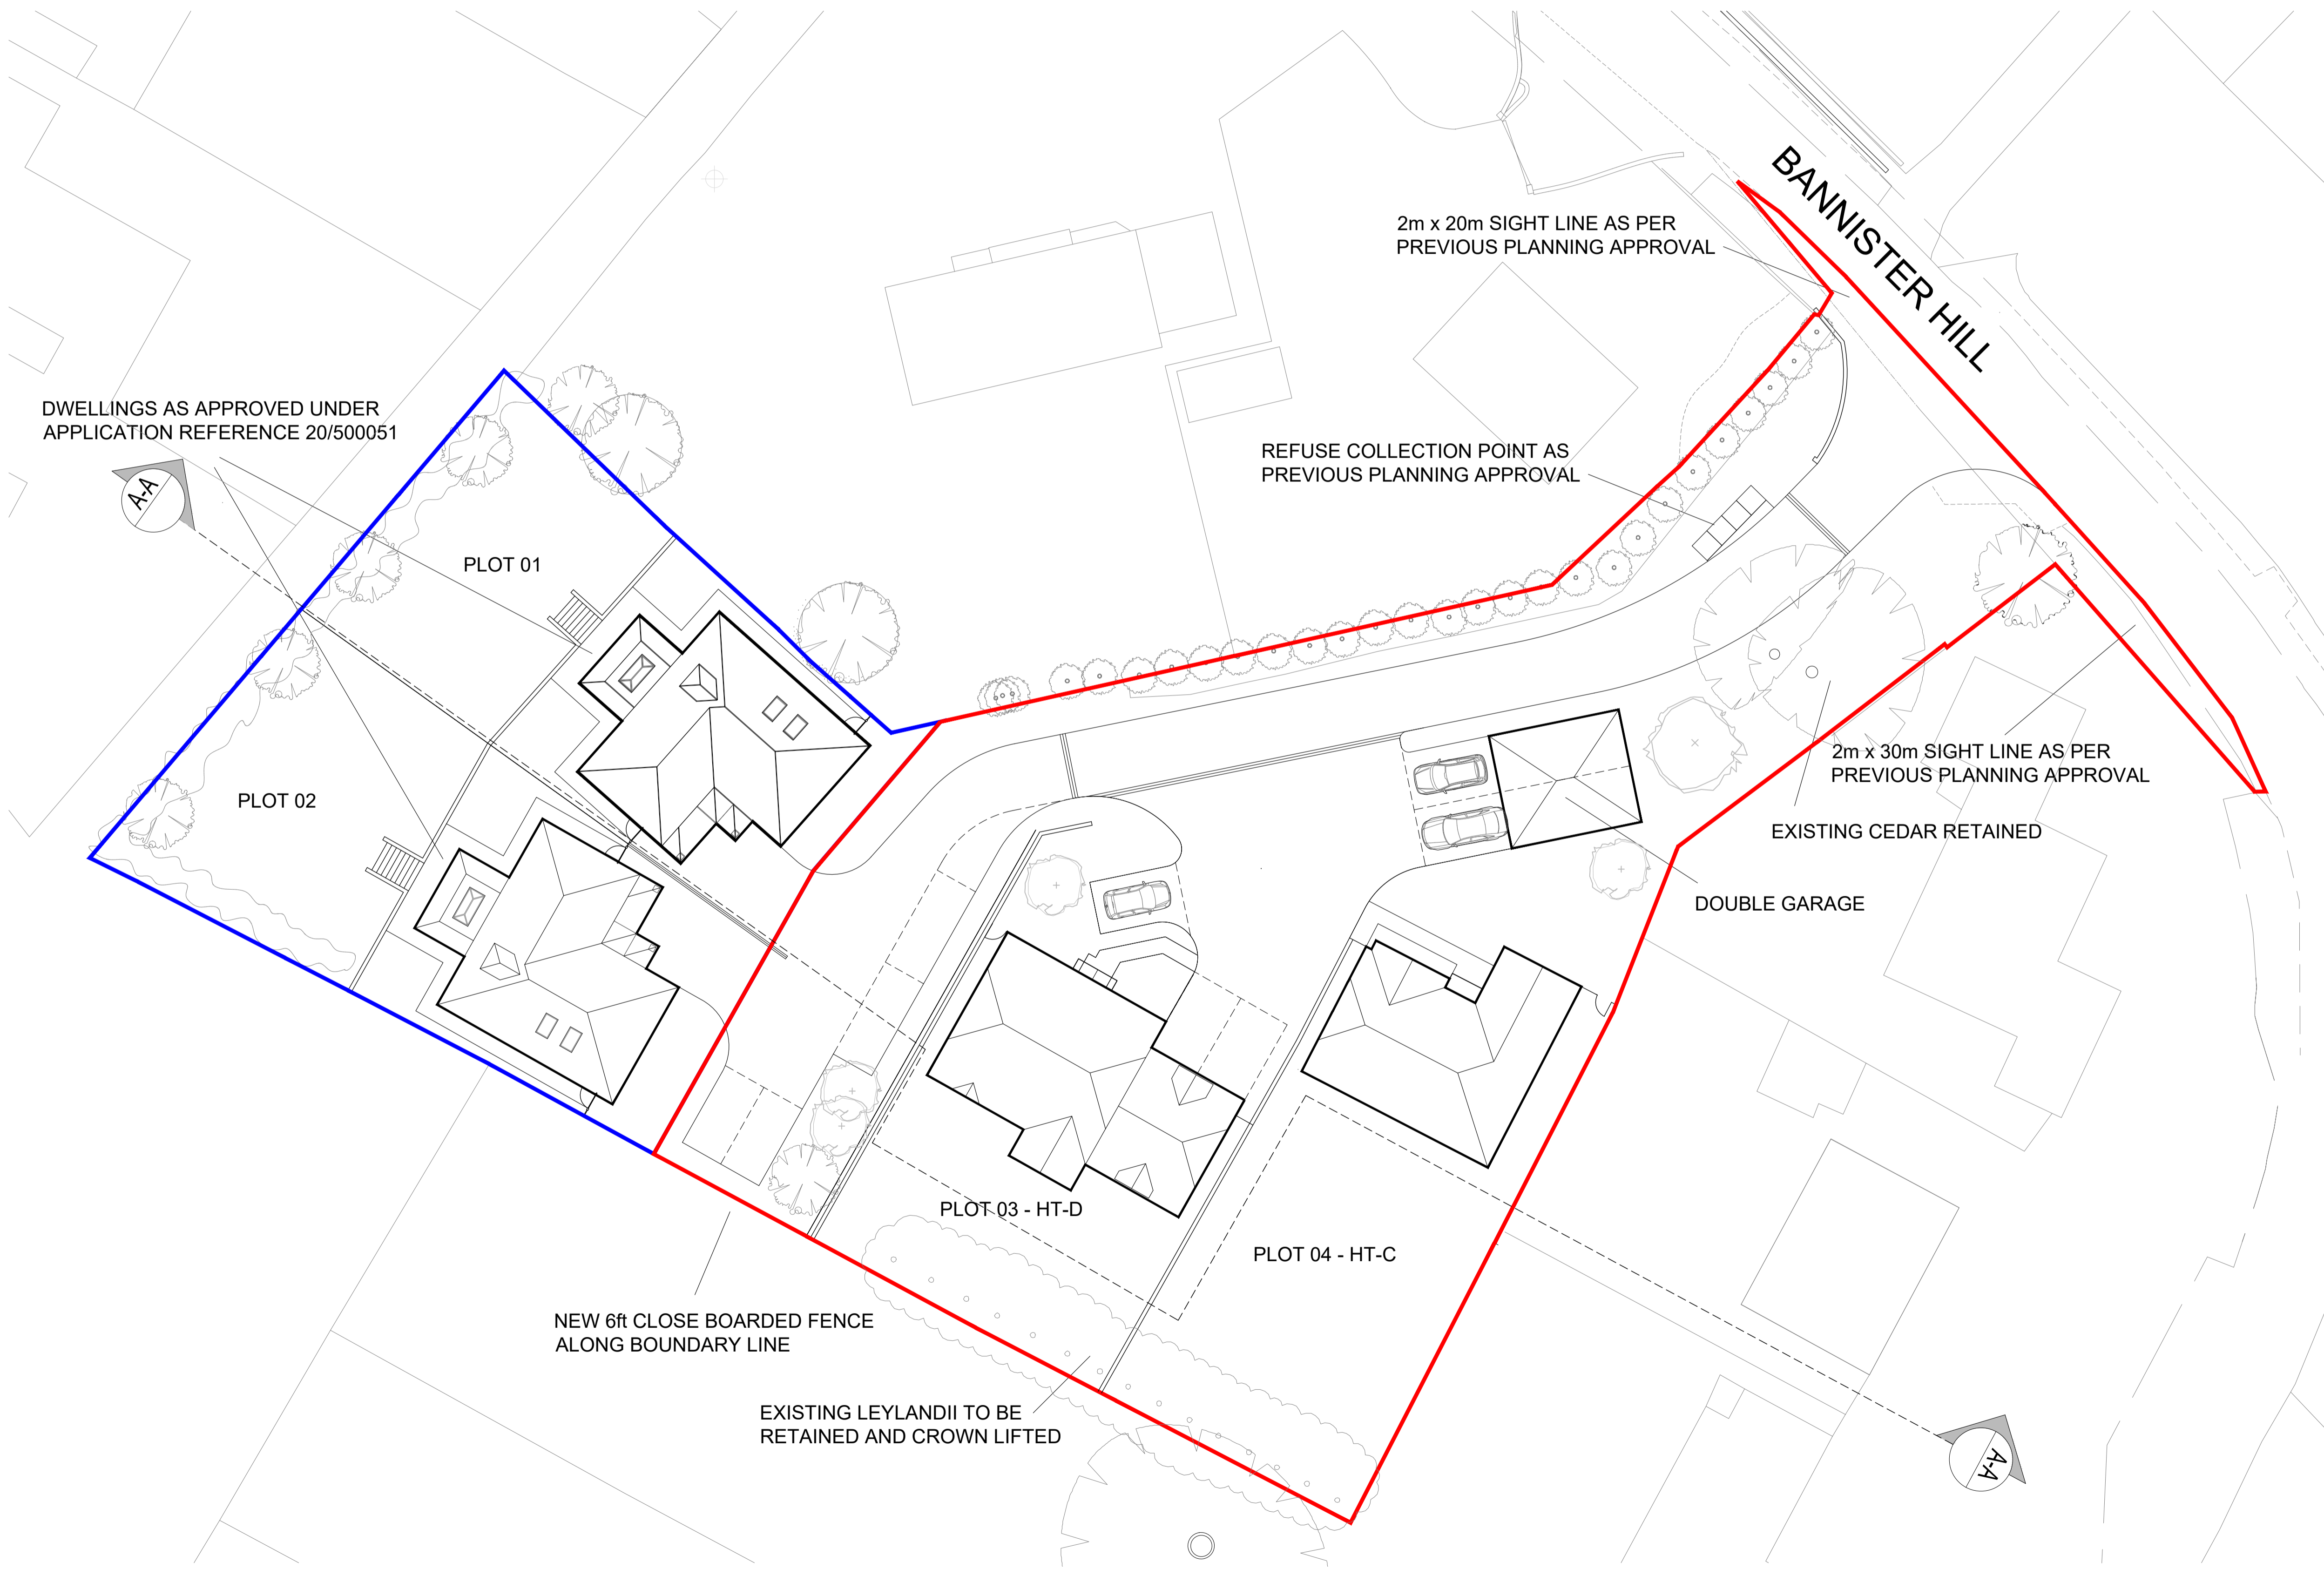 BANNISTER HILL
2m x 20m SIGHT LINE AS PER
PREVIOUS PLANNING APPROVAL
DWELLINGS AS APPROVED UNDER
APPLICATION REFERENCE 20/500051
A-A
REFUSE COLLECTION POINT AS
PREVIOUS PLANNING APPROVAL
PLOT 01
PLOT 02
2m x 30m SIGHT LINE AS PER
PREVIOUS PLANNING APPROVAL
EXISTING CEDAR RETAINED
DOUBLE GARAGE
PLOT 03 - HT-D
PLOT 04 - HT-C
NEW 6ft CLOSE BOARDED FENCE
ALONG BOUNDARY LINE
EXISTING LEYLANDII TO BE
RETAINED AND CROWN LIFTED
A-A